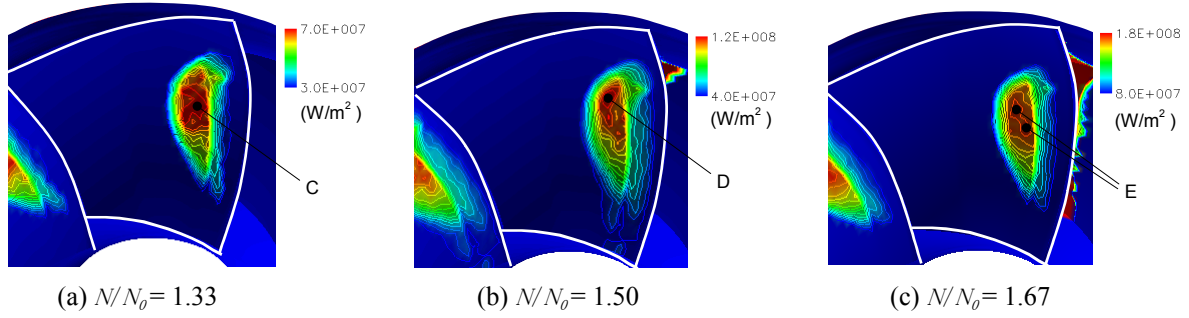 7.0E+007
3.0E+007
(W/m²)
C
(a) N/N₀ = 1.33
1.2E+008
4.0E+007
(W/m²)
D
(b) N/N₀ = 1.50
1.8E+008
8.0E+007
(W/m²)
E
(c) N/N₀ = 1.67